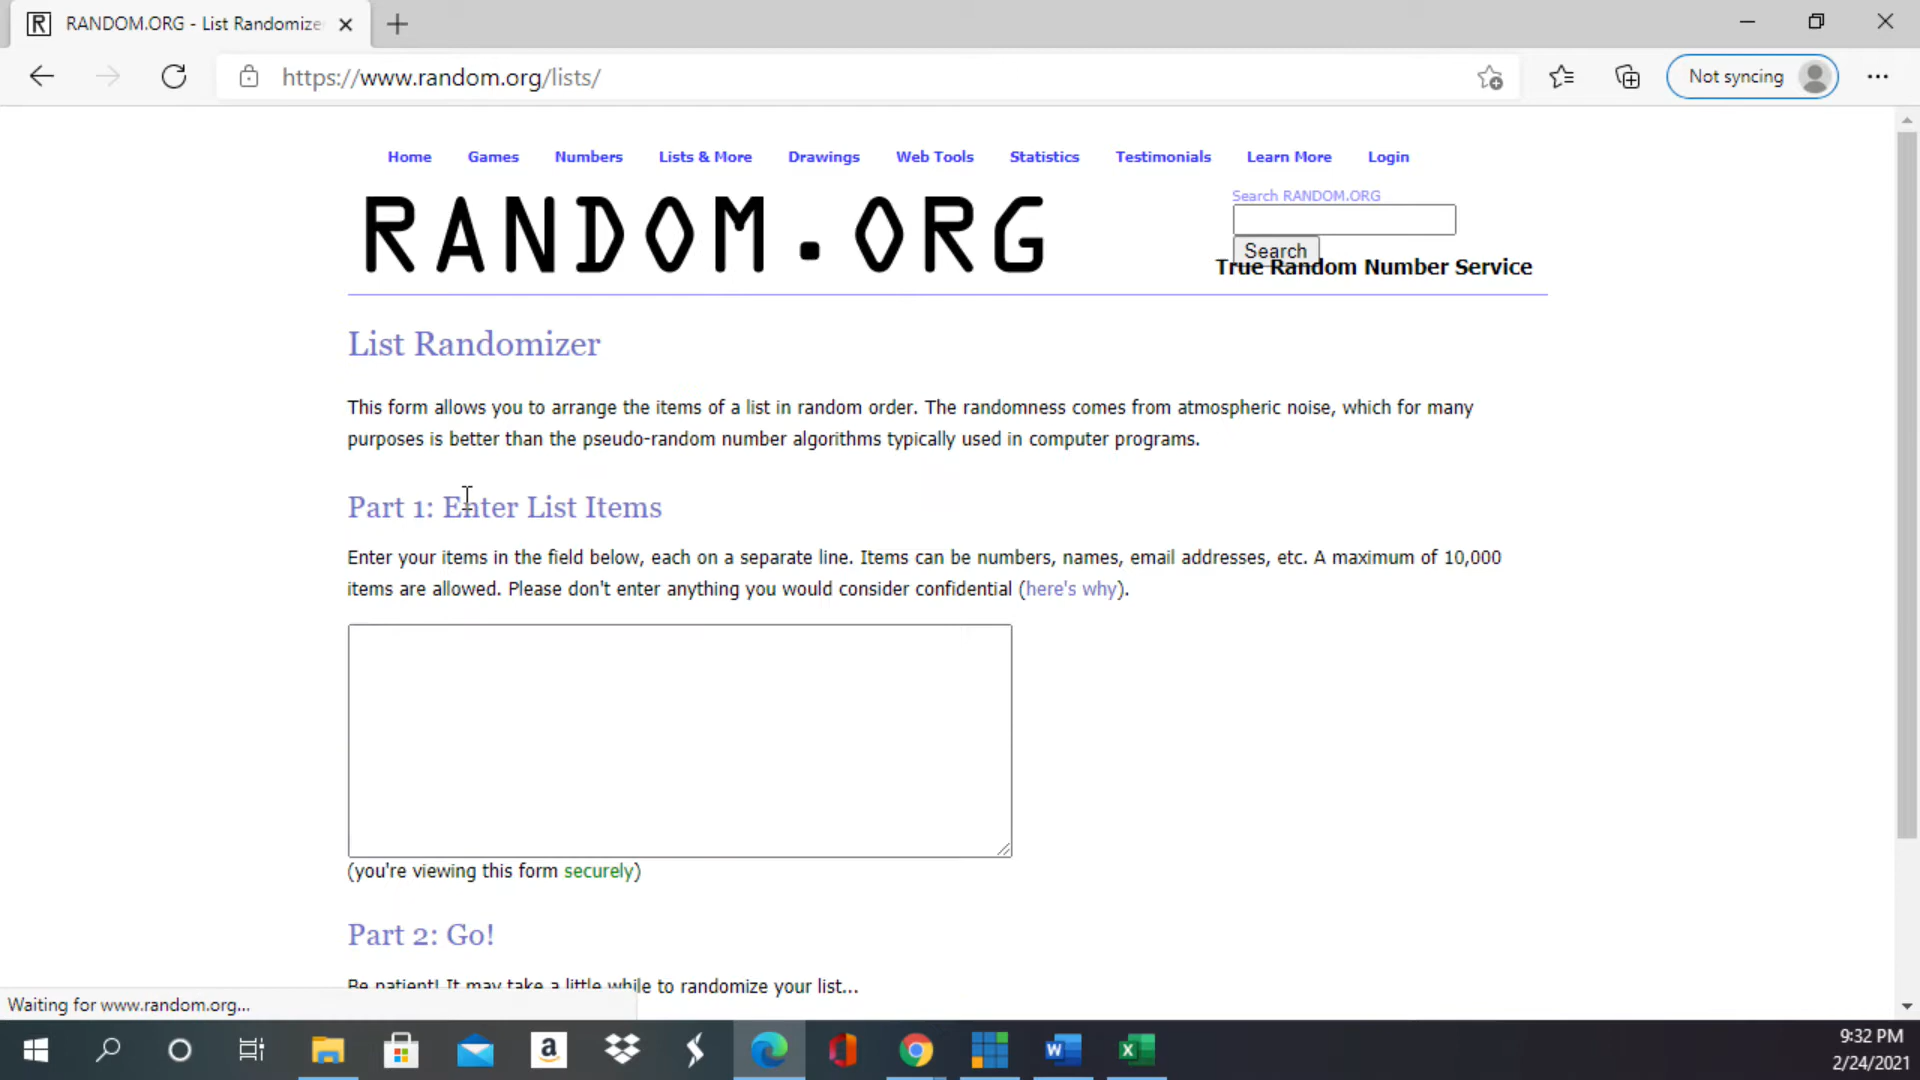 RANDOM.ORG - List Randomize
https://www.random.org/lists/
Not syncing
Home Games Numbers Lists & More Drawings Web Tools Statistics Testimonials Learn More Login
RANDOM.ORG
Search RANDOM.ORG
Search
True Random Number Service
List Randomizer
This form allows you to arrange the items of a list in random order. The randomness comes from atmospheric noise, which for many
purposes is better than the pseudo-random number algorithms typically used in computer programs.
Part 1: Enter List Items
Enter your items in the field below, each on a separate line. Items can be numbers, names, email addresses, etc. A maximum of 10,000
items are allowed. Please don't enter anything you would consider confidential (here's why).
(you're viewing this form securely)
Part 2: Go!
Be patient! It may take a little while to randomize your list...
Waiting for www.random.org...
9:32 PM
2/24/2021